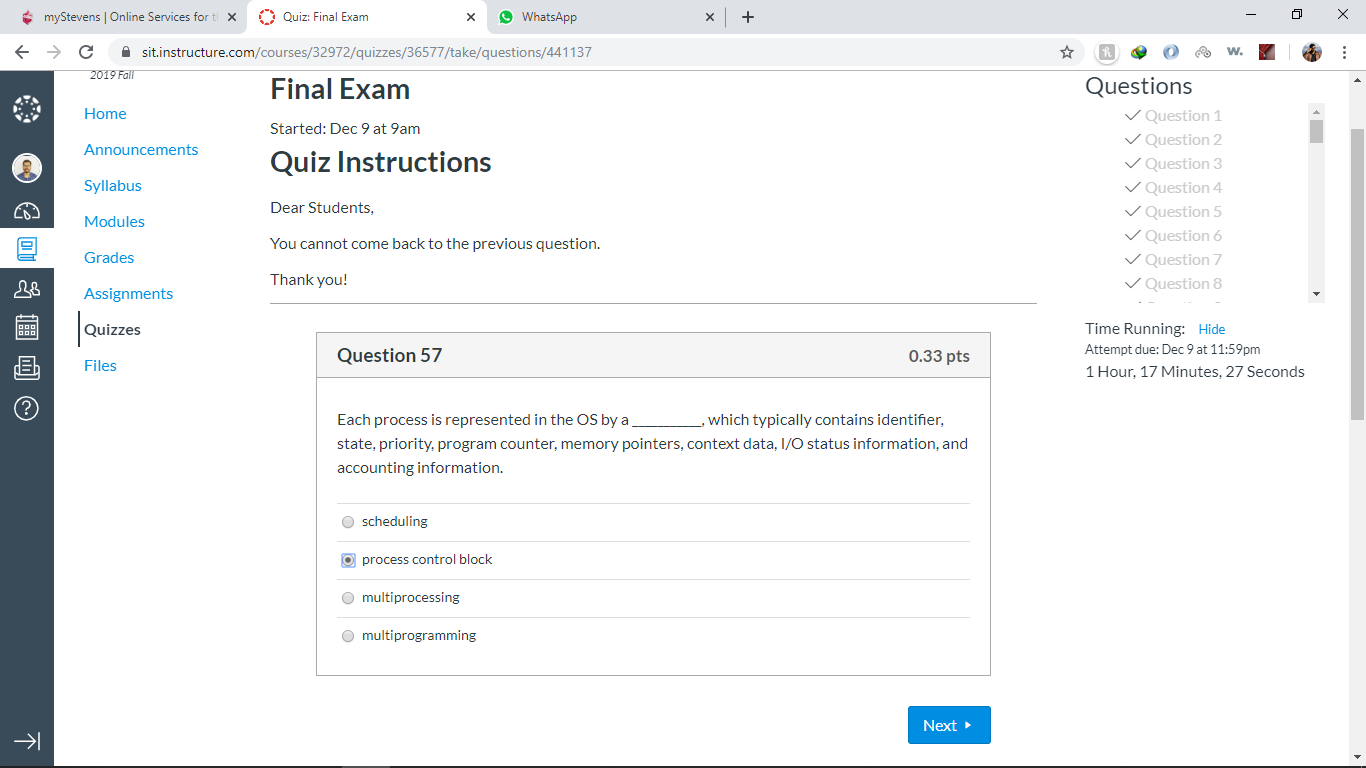 myStevens | Online Services for t
Quiz: Final Exam
WhatsApp
sit.instructure.com/courses/32972/quizzes/36577/take/questions/441137
2019 Fall
Home
Announcements
Syllabus
Modules
Grades
Assignments
Quizzes
Files
Final Exam
Started: Dec 9 at 9am
Quiz Instructions
Dear Students,
You cannot come back to the previous question.
Thank you!
Question 57
0.33 pts
Each process is represented in the OS by a __________, which typically contains identifier,
state, priority, program counter, memory pointers, context data, I/O status information, and
accounting information.
scheduling
process control block
multiprocessing
multiprogramming
Next
Questions
Question 1
Question 2
Question 3
Question 4
Question 5
Question 6
Question 7
Question 8
Time Running: Hide
Attempt due: Dec 9 at 11:59pm
1 Hour, 17 Minutes, 27 Seconds